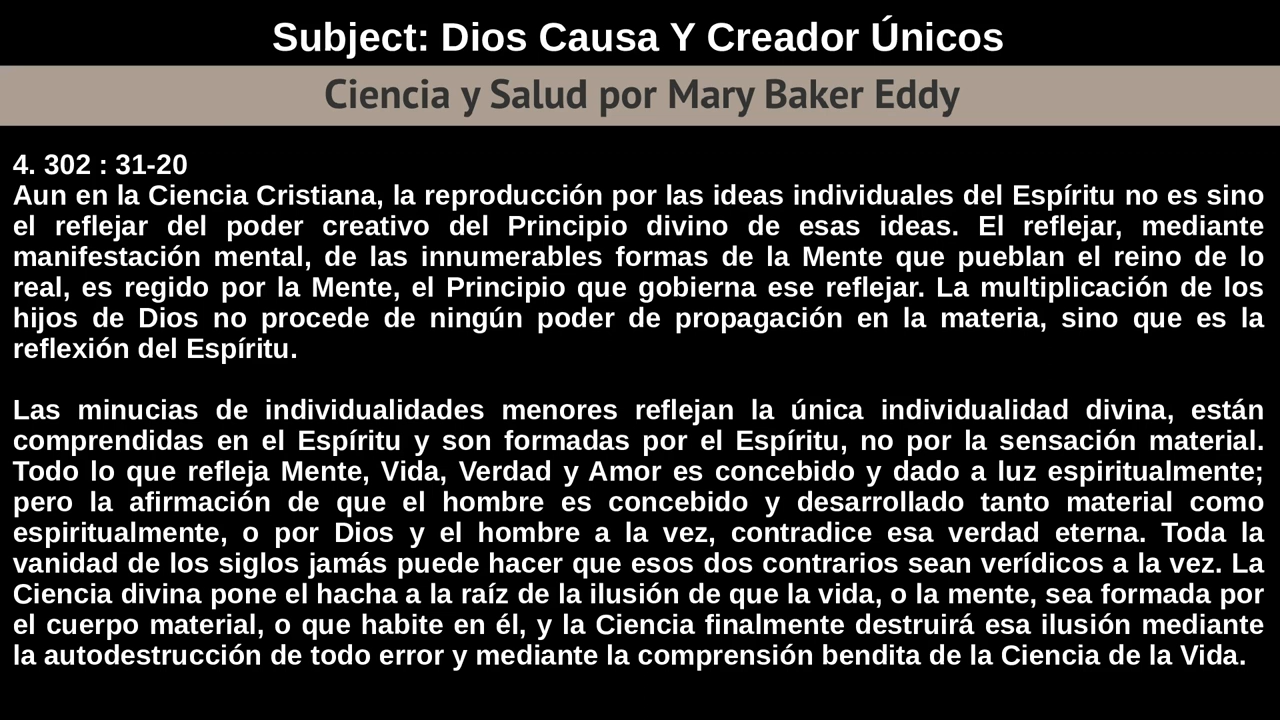 Subject: Dios Causa Y Creador Únicos
Ciencia y Salud por Mary Baker Eddy
4. 302 : 31-20
Aun en la Ciencia Cristiana, la reproducción por las ideas individuales del Espíritu no es sino
el reflejar del poder creativo del Principio divino de esas ideas. El reflejar, mediante
manifestación mental, de las innumerables formas de la Mente que pueblan el reino de lo
real, es regido por la Mente, el Principio que gobierna ese reflejar. La multiplicación de los
hijos de Dios no procede de ningún poder de propagación en la materia, sino que es la
reflexión del Espíritu.
Las minucias de individualidades menores reflejan la única individualidad divina, están
comprendidas en el Espíritu y son formadas por el Espíritu, no por la sensación material.
Todo lo que refleja Mente, Vida, Verdad y Amor es concebido y dado a luz espiritualmente;
pero la afirmación de que el hombre es concebido y desarrollado tanto material como
espiritualmente, o por Dios y el hombre a la vez, contradice esa verdad eterna. Toda la
vanidad de los siglos jamás puede hacer que esos dos contrarios sean verídicos a la vez. La
Ciencia divina pone el hacha a la raíz de la ilusión de que la vida, o la mente, sea formada por
el cuerpo material, o que habite en él, y la Ciencia finalmente destruirá esa ilusión mediante
la autodestrucción de todo error y mediante la comprensión bendita de la Ciencia de la Vida.